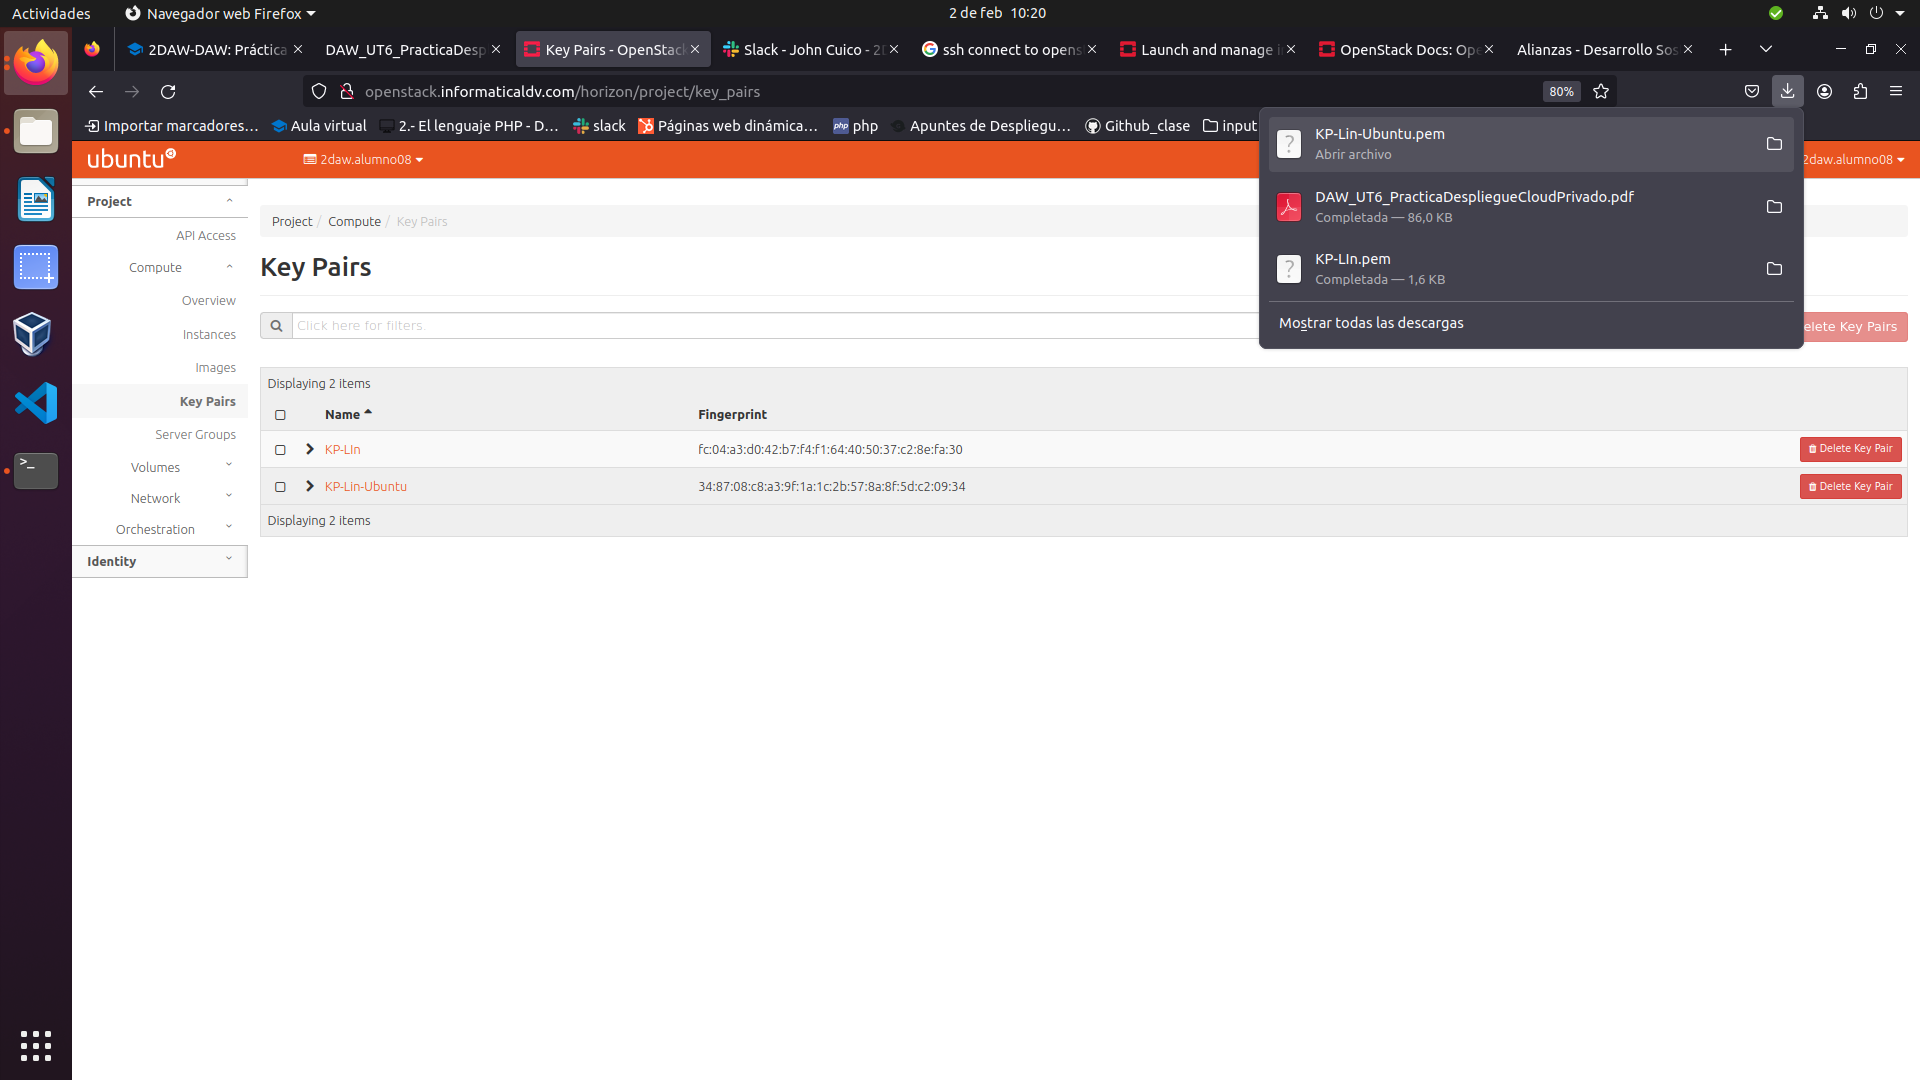 Actividades
Navegador web Firefox
2 de feb 10:20
2DAW-DAW: Práctica
DAW_UT6_PracticaDesp
Key Pairs - OpenStack
Slack - John Cuico - 2D
ssh connect to opens
Launch and manage i
OpenStack Docs: Ope
Alianzas - Desarrollo Sos
openstack.informaticaldv.com/horizon/project/key_pairs
80%
Importar marcadores...
Aula virtual
2.- El lenguaje PHP - D...
slack
Páginas web dinámica...
php php
Apuntes de Despliegu...
Github_clase
input
KP-Lin-Ubuntu.pem
Abrir archivo
DAW_UT6_PracticaDespliegueCloudPrivado.pdf
Completada — 86,0 KB
KP-LIn.pem
Completada — 1,6 KB
Mostrar todas las descargas
ubuntu
2daw.alumno08
2daw.alumno08
Project
API Access
Compute
Overview
Instances
Images
Key Pairs
Server Groups
Volumes
Network
Orchestration
Identity
Project / Compute / Key Pairs
Key Pairs
Click here for filters.
elete Key Pairs
Displaying 2 items
Name Fingerprint
KP-LIn fc:04:a3:d0:42:b7:f4:f1:64:40:50:37:c2:8e:fa:30 Delete Key Pair
KP-Lin-Ubuntu 34:87:08:c8:a3:9f:1a:1c:2b:57:8a:8f:5d:c2:09:34 Delete Key Pair
Displaying 2 items